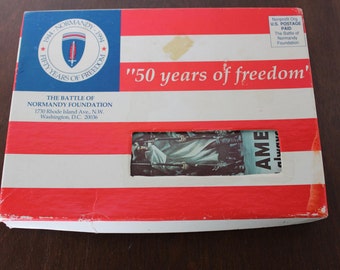 1944 · NORMANDY · 1994
FIFTY YEARS OF FREEDOM
Nonprofit Org.
U.S. POSTAGE
PAID
The Battle of
Normandy
Foundation
"50 years of freedom"
THE BATTLE OF
NORMANDY FOUNDATION
1730 Rhode Island Ave., N.W.
Washington, D.C. 20036
AME
always